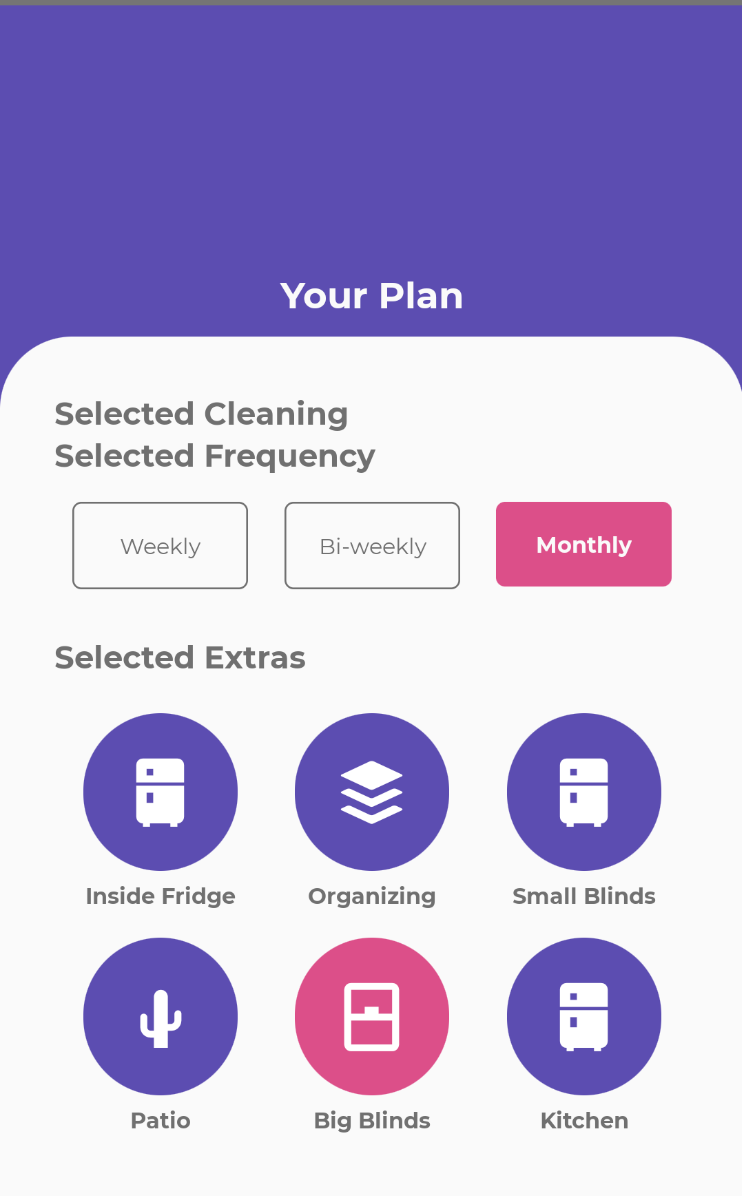 Your Plan
Selected Cleaning
Selected Frequency
Weekly
Bi-weekly
Monthly
Selected Extras
Inside Fridge
Organizing
Small Blinds
Patio
Big Blinds
Kitchen